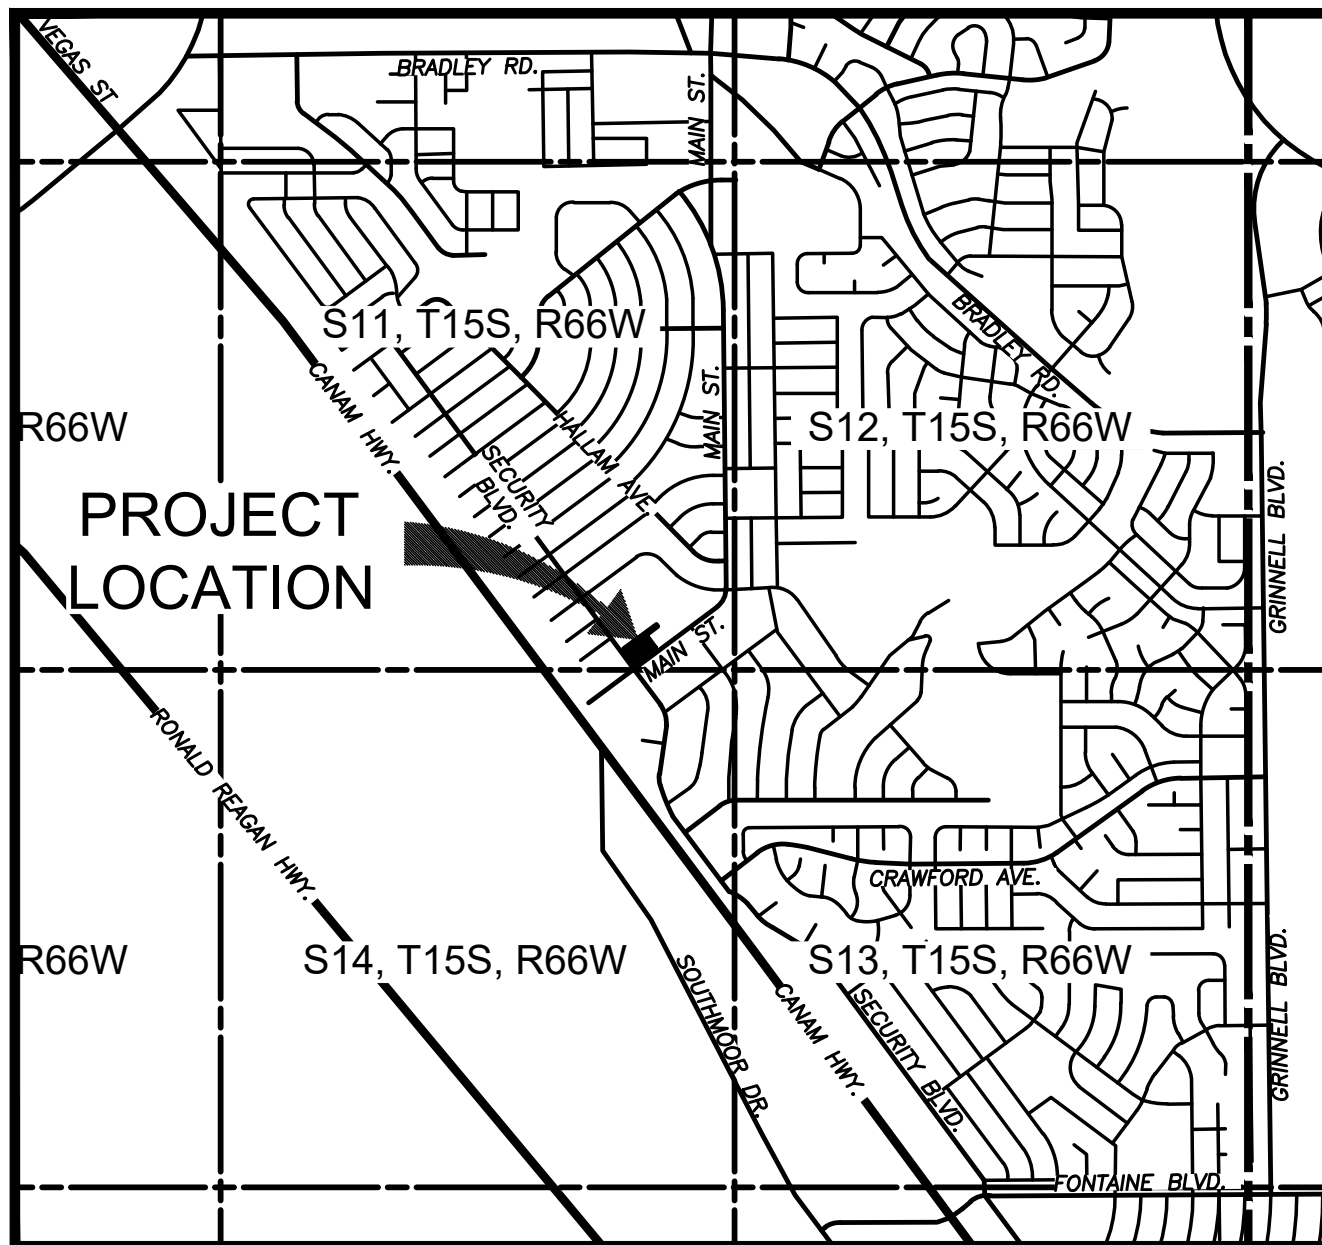 VEGAS ST
BRADLEY RD.
MAIN ST.
S11, T15S, R66W
BRADLEY RD.
CANAM HWY.
MAIN ST.
HALLAM AVE.
R66W
S12, T15S, R66W
SECURITY
BLVD.
PROJECT
LOCATION
GRINNELL BLVD.
MAIN ST.
RONALD REAGAN HWY.
CRAWFORD AVE.
R66W
S14, T15S, R66W
S13, T15S, R66W
SOUTHMOOR DR.
CANAM HWY.
SECURITY BLVD.
GRINNELL BLVD.
FONTAINE BLVD.